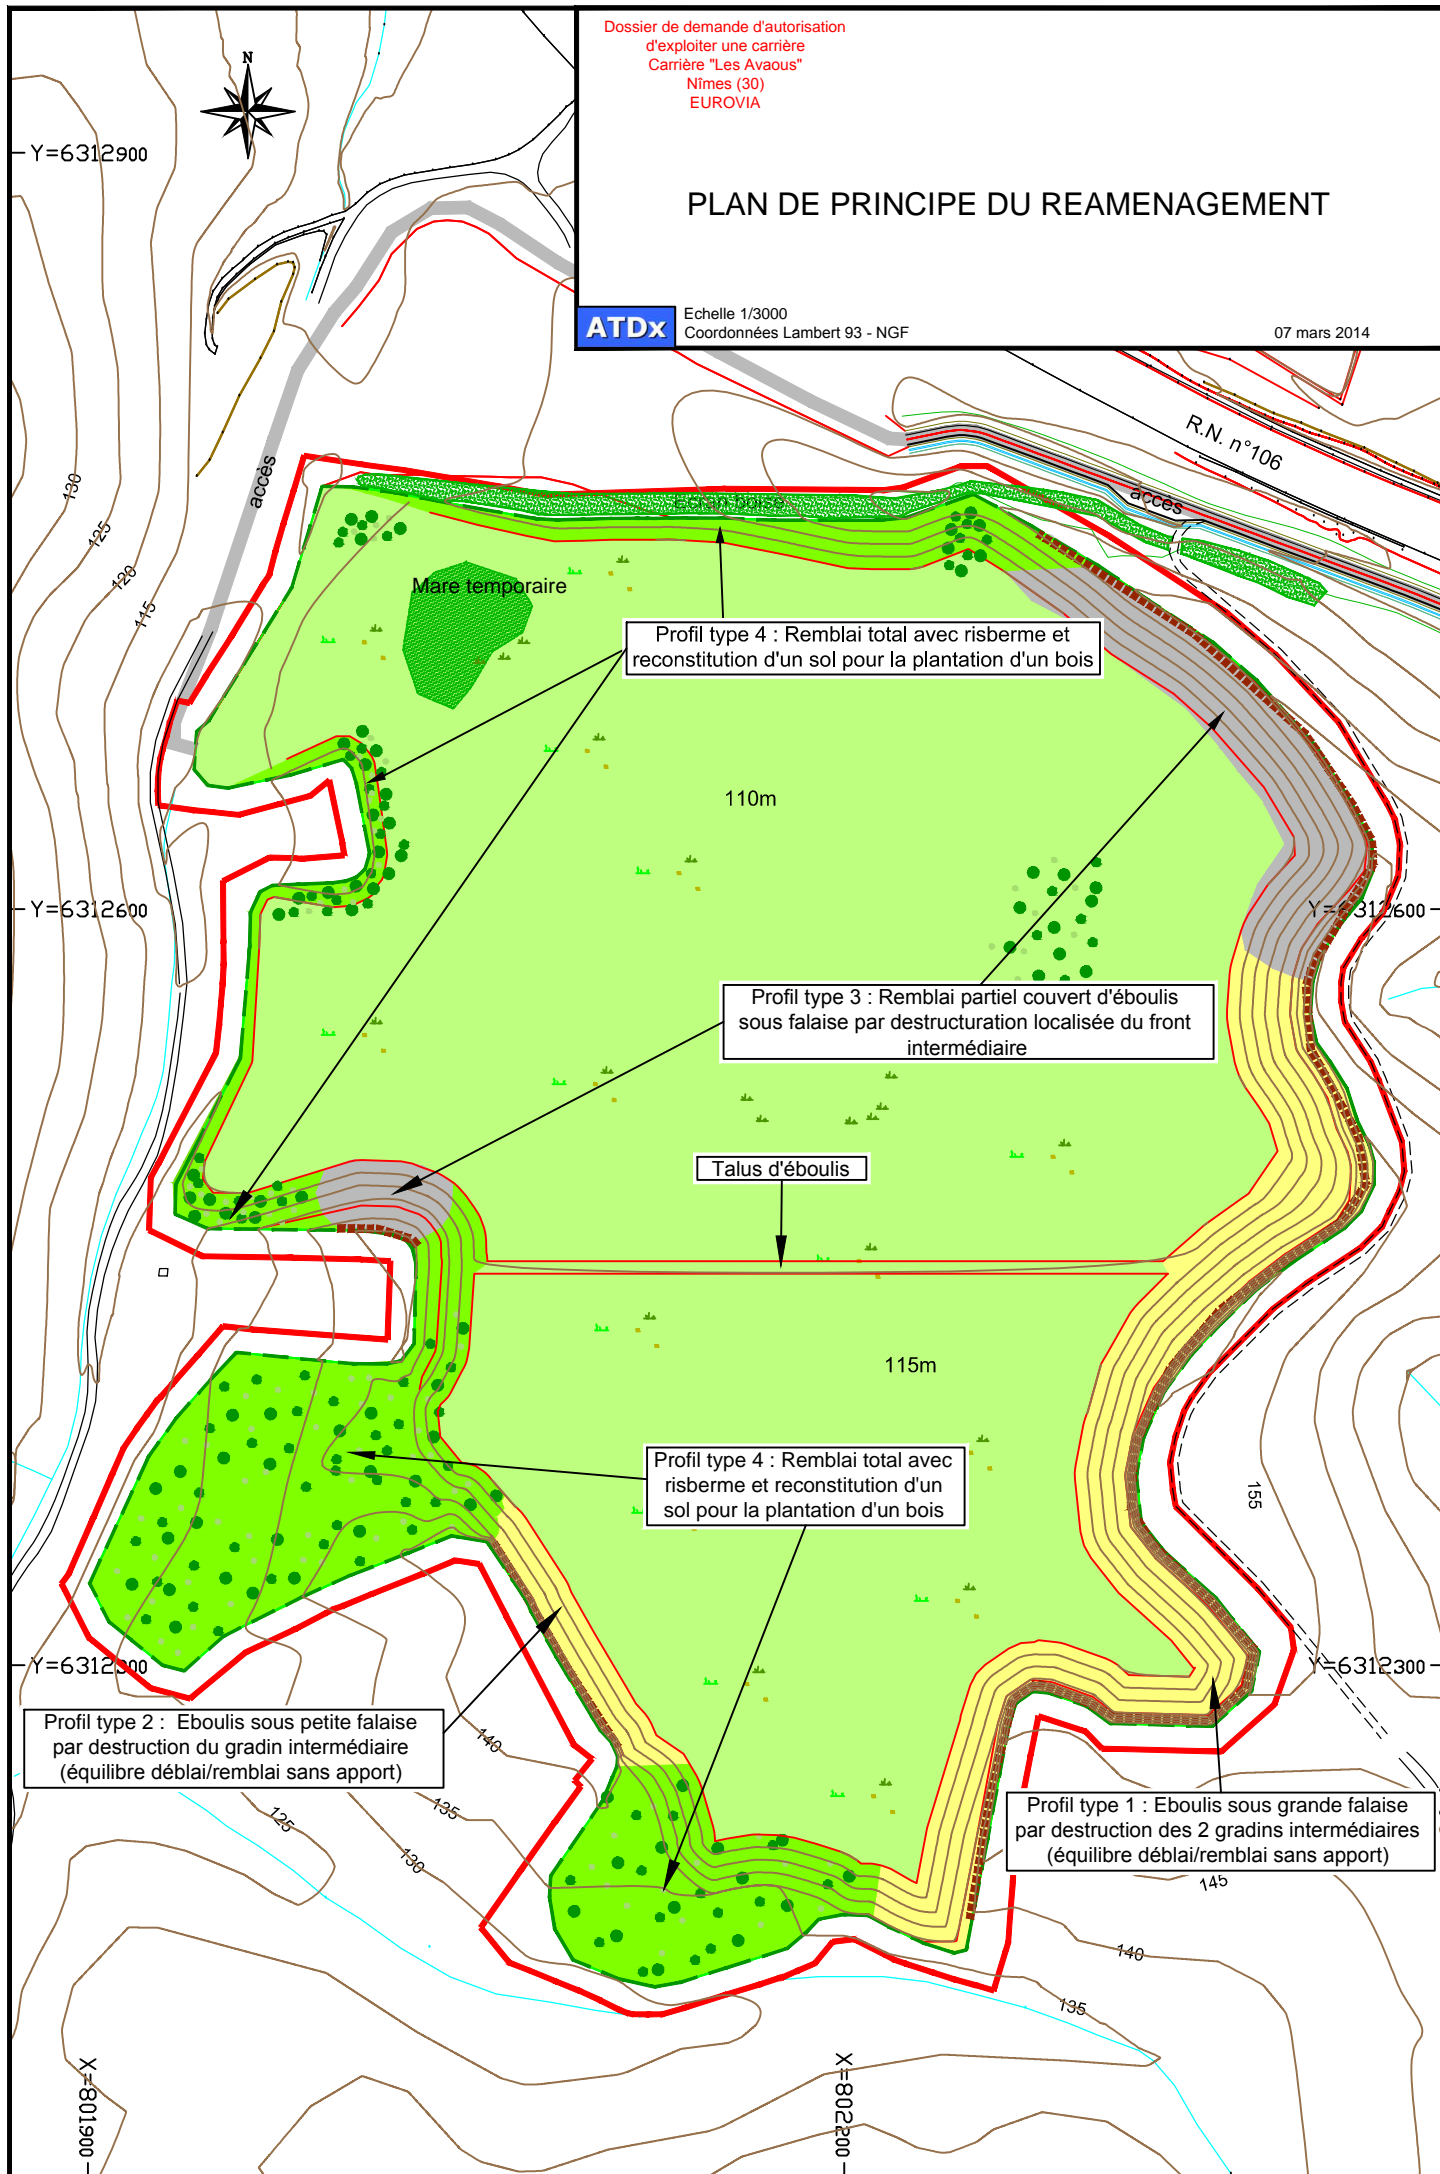 Dossier de demande d'autorisation
d'exploiter une carrière
Carrière "Les Avaous"
Nîmes (30)
EUROVIA
PLAN DE PRINCIPE DU REAMENAGEMENT
ATDx
Echelle 1/3000
Coordonnées Lambert 93 - NGF
07 mars 2014
N
Y=6312900
R.N. n°106
accès
accès
Ecran boisé
130
125
120
115
Mare temporaire
Profil type 4 : Remblai total avec risberme et
reconstitution d'un sol pour la plantation d'un bois
110m
Y=6312600
Y=6312600
Profil type 3 : Remblai partiel couvert d'éboulis
sous falaise par destructuration localisée du front
intermédiaire
Talus d'éboulis
115m
Profil type 4 : Remblai total avec
risberme et reconstitution d'un
sol pour la plantation d'un bois
155
Y=6312300
Y=6312300
Profil type 2 : Eboulis sous petite falaise
par destruction du gradin intermédiaire
(équilibre déblai/remblai sans apport)
140
135
125
130
Profil type 1 : Eboulis sous grande falaise
par destruction des 2 gradins intermédiaires
(équilibre déblai/remblai sans apport)
145
140
135
X=801900
X=802200